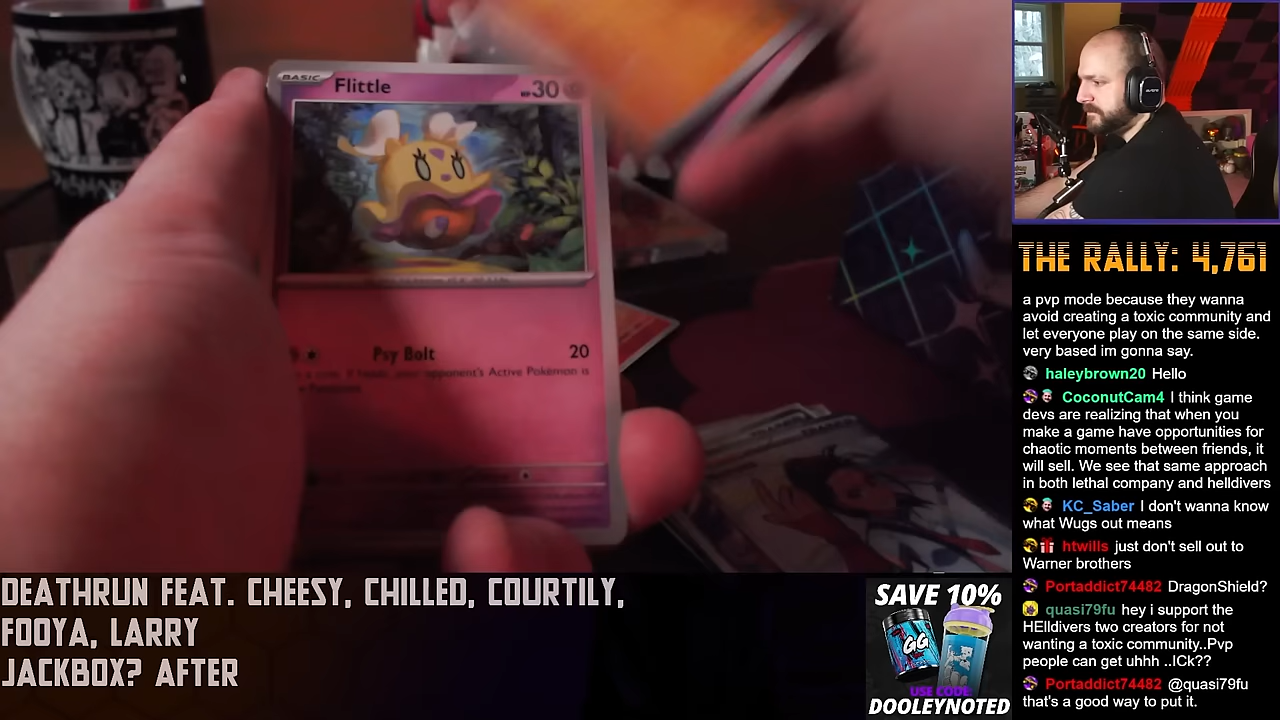 BASIC Flittle HP30
Psy Bolt 20
opponent's Active Pokémon is
THE RALLY: 4,761
a pvp mode because they wanna
avoid creating a toxic community and
let everyone play on the same side.
very based im gonna say.
haleybrown20 Hello
CoconutCam4 I think game
devs are realizing that when you
make a game have opportunities for
chaotic moments between friends, it
will sell. We see that same approach
in both lethal company and helldivers
KC_Saber I don't wanna know
what Wugs out means
htwills just don't sell out to
Warner brothers
Portaddict74482 DragonShield?
quasi79fu hey i support the
HElldivers two creators for not
wanting a toxic community..Pvp
people can get uhhh ..ICk??
Portaddict74482 @quasi79fu
that's a good way to put it.
DEATHRUN FEAT. CHEESY, CHILLED, COURTILY,
FOOYA, LARRY
JACKBOX? AFTER
SAVE 10%
GG
USE CODE:
DOOLEYNOTED